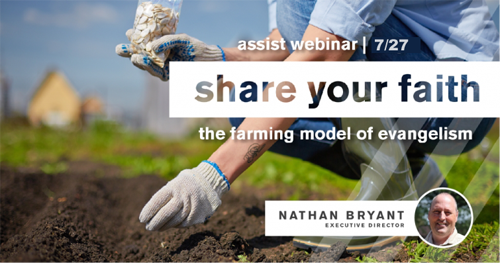 assist webinar | 7/27
share your faith
the farming model of evangelism
NATHAN BRYANT
EXECUTIVE DIRECTOR